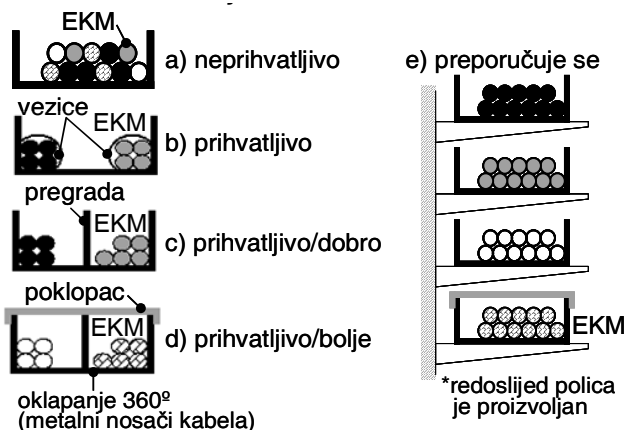 EKM
a) neprihvatljivo
vezice
EKM
b) prihvatljivo
pregrada
EKM
c) prihvatljivo/dobro
poklopac
EKM
d) prihvatljivo/bolje
oklapanje 360º
(metalni nosači kabela)
e) preporučuje se
EKM
*redoslijed polica
je proizvoljan